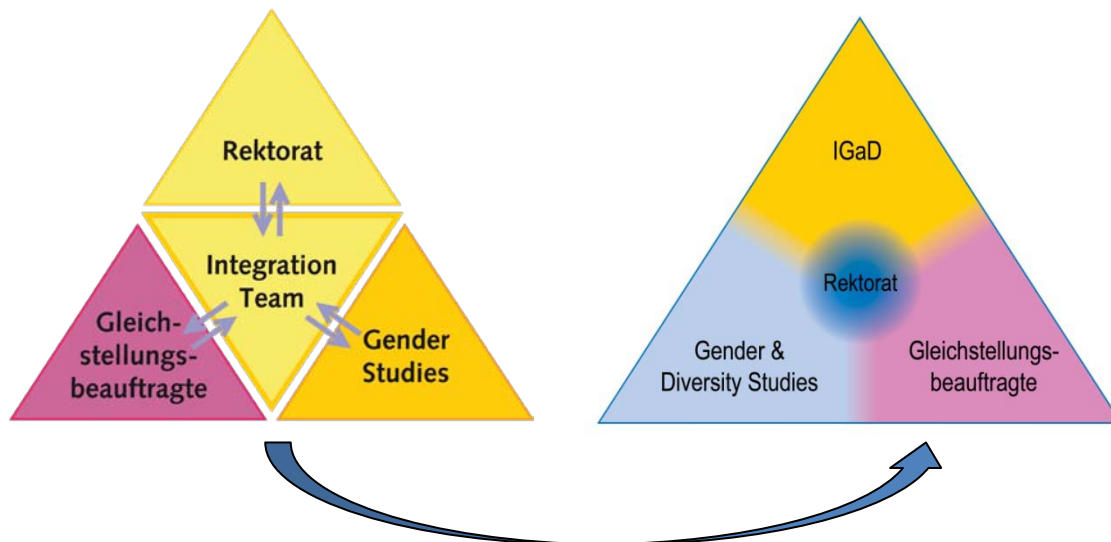 Rektorat
Integration
Team
Gleich-
stellungs-
beauftragte
Gender
Studies
IGaD
Rektorat
Gender &
Diversity Studies
Gleichstellungs-
beauftragte